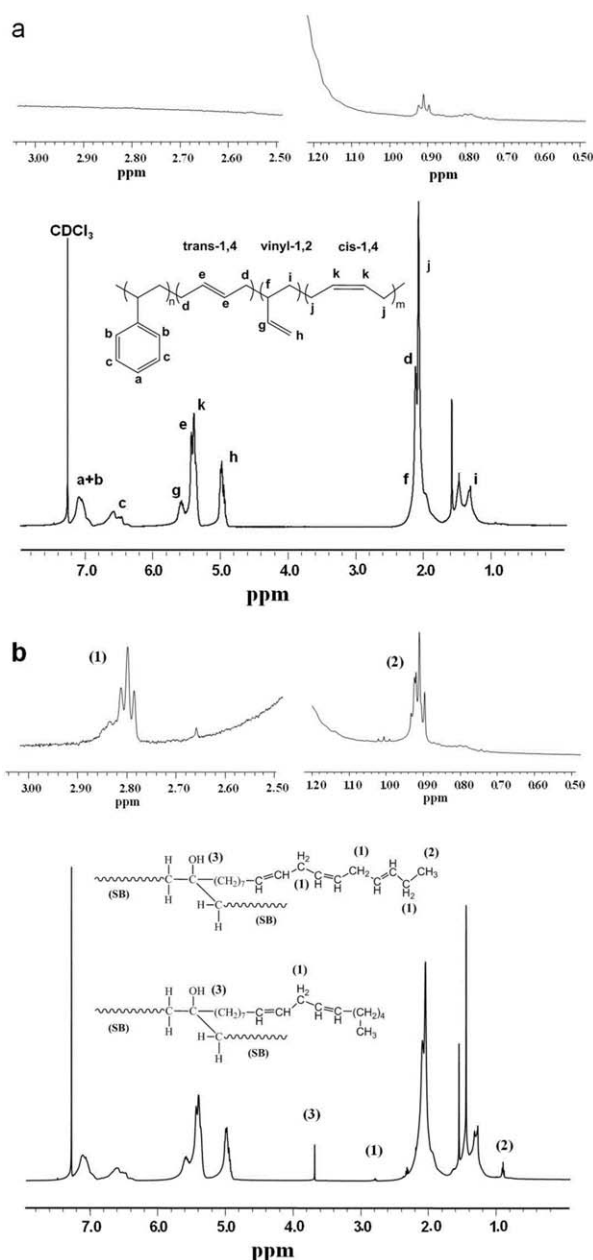 a
3.00 2.90 2.80 2.70 2.60 2.50
ppm
1.20 1.10 1.00 0.90 0.80 0.70 0.60 0.50
ppm
CDCl3
trans-1,4 vinyl-1,2 cis-1,4
e d f i k k
n m
d e g h j j
b b
c c
a
j
d
k
e
h
a+b
c
g
f
i
7.0 6.0 5.0 4.0 3.0 2.0 1.0
ppm
b
(1)
(2)
3.00 2.90 2.80 2.70 2.60 2.50
ppm
1.20 1.10 1.00 0.90 0.80 0.70 0.60 0.50
ppm
H OH (3) H2 C (1) H (2)
C (CH2)7 H H CH3
(SB) H (1) H H C H2
H C (SB) (1)
H
(1)
H OH (3) H2 C
C (CH2)7 H H (CH2)4
(SB) H H H CH3
H C (SB)
H
(3)
(1)
(2)
7.0 6.0 5.0 4.0 3.0 2.0 1.0
ppm